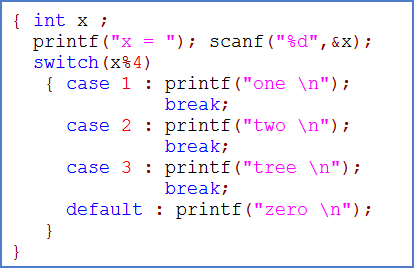 { int x ;
printf("x = "); scanf("%d",&x);
switch(x%4)
{ case 1 : printf("one \n");
break;
case 2 : printf("two \n");
break;
case 3 : printf("tree \n");
break;
default : printf("zero \n");
}
}